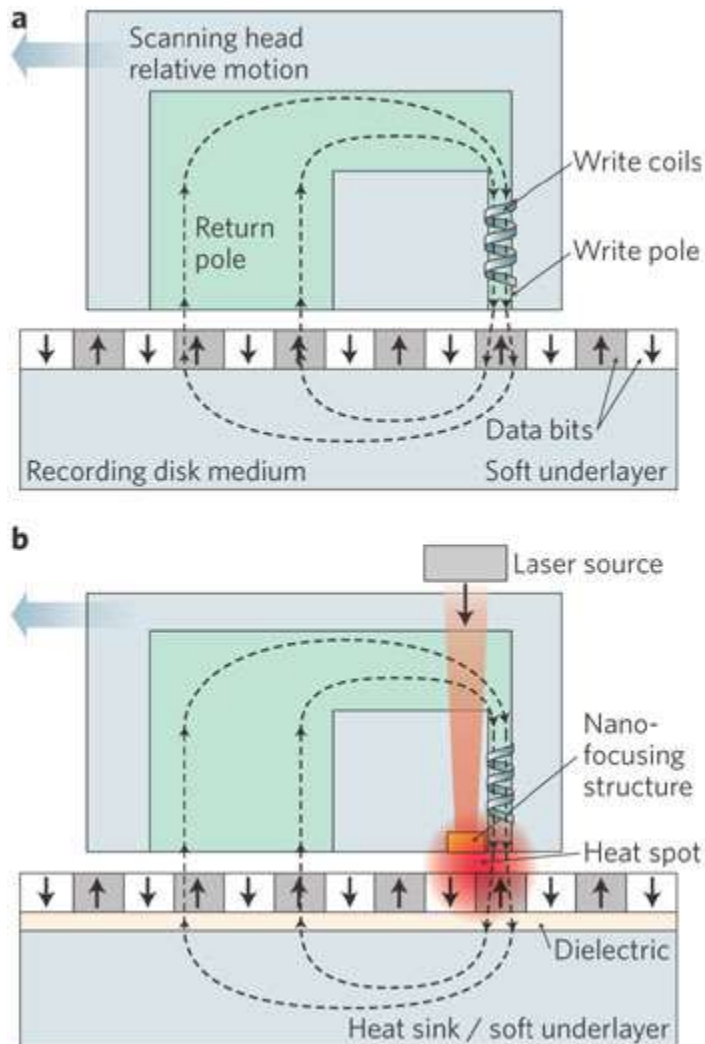 a
Scanning head
relative motion
Write coils
Return
pole
Write pole
Data bits
Recording disk medium
Soft underlayer
b
Laser source
Nano-
focusing
structure
Heat spot
Dielectric
Heat sink / soft underlayer